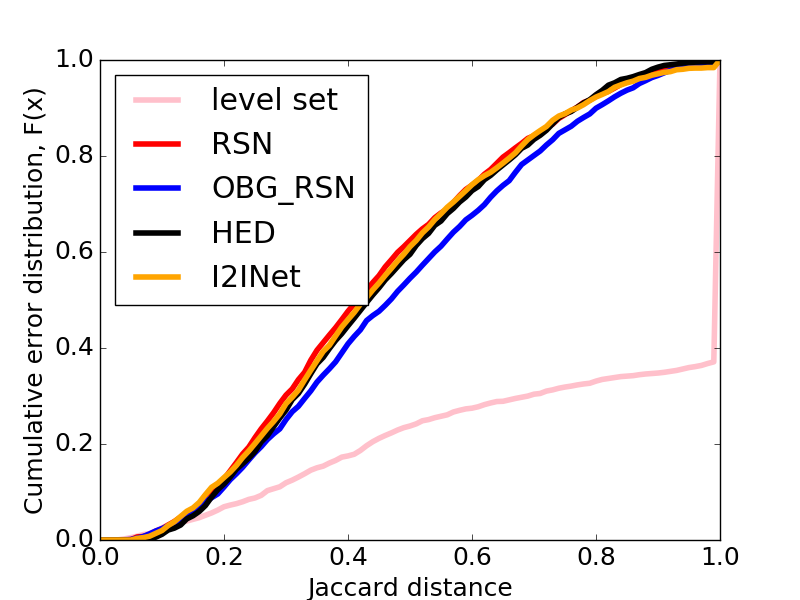 Cumulative error distribution, F(x)
1.0
0.8
0.6
0.4
0.2
0.0
level set
RSN
OBG_RSN
HED
I2INet
0.0 0.2 0.4 0.6 0.8 1.0
Jaccard distance